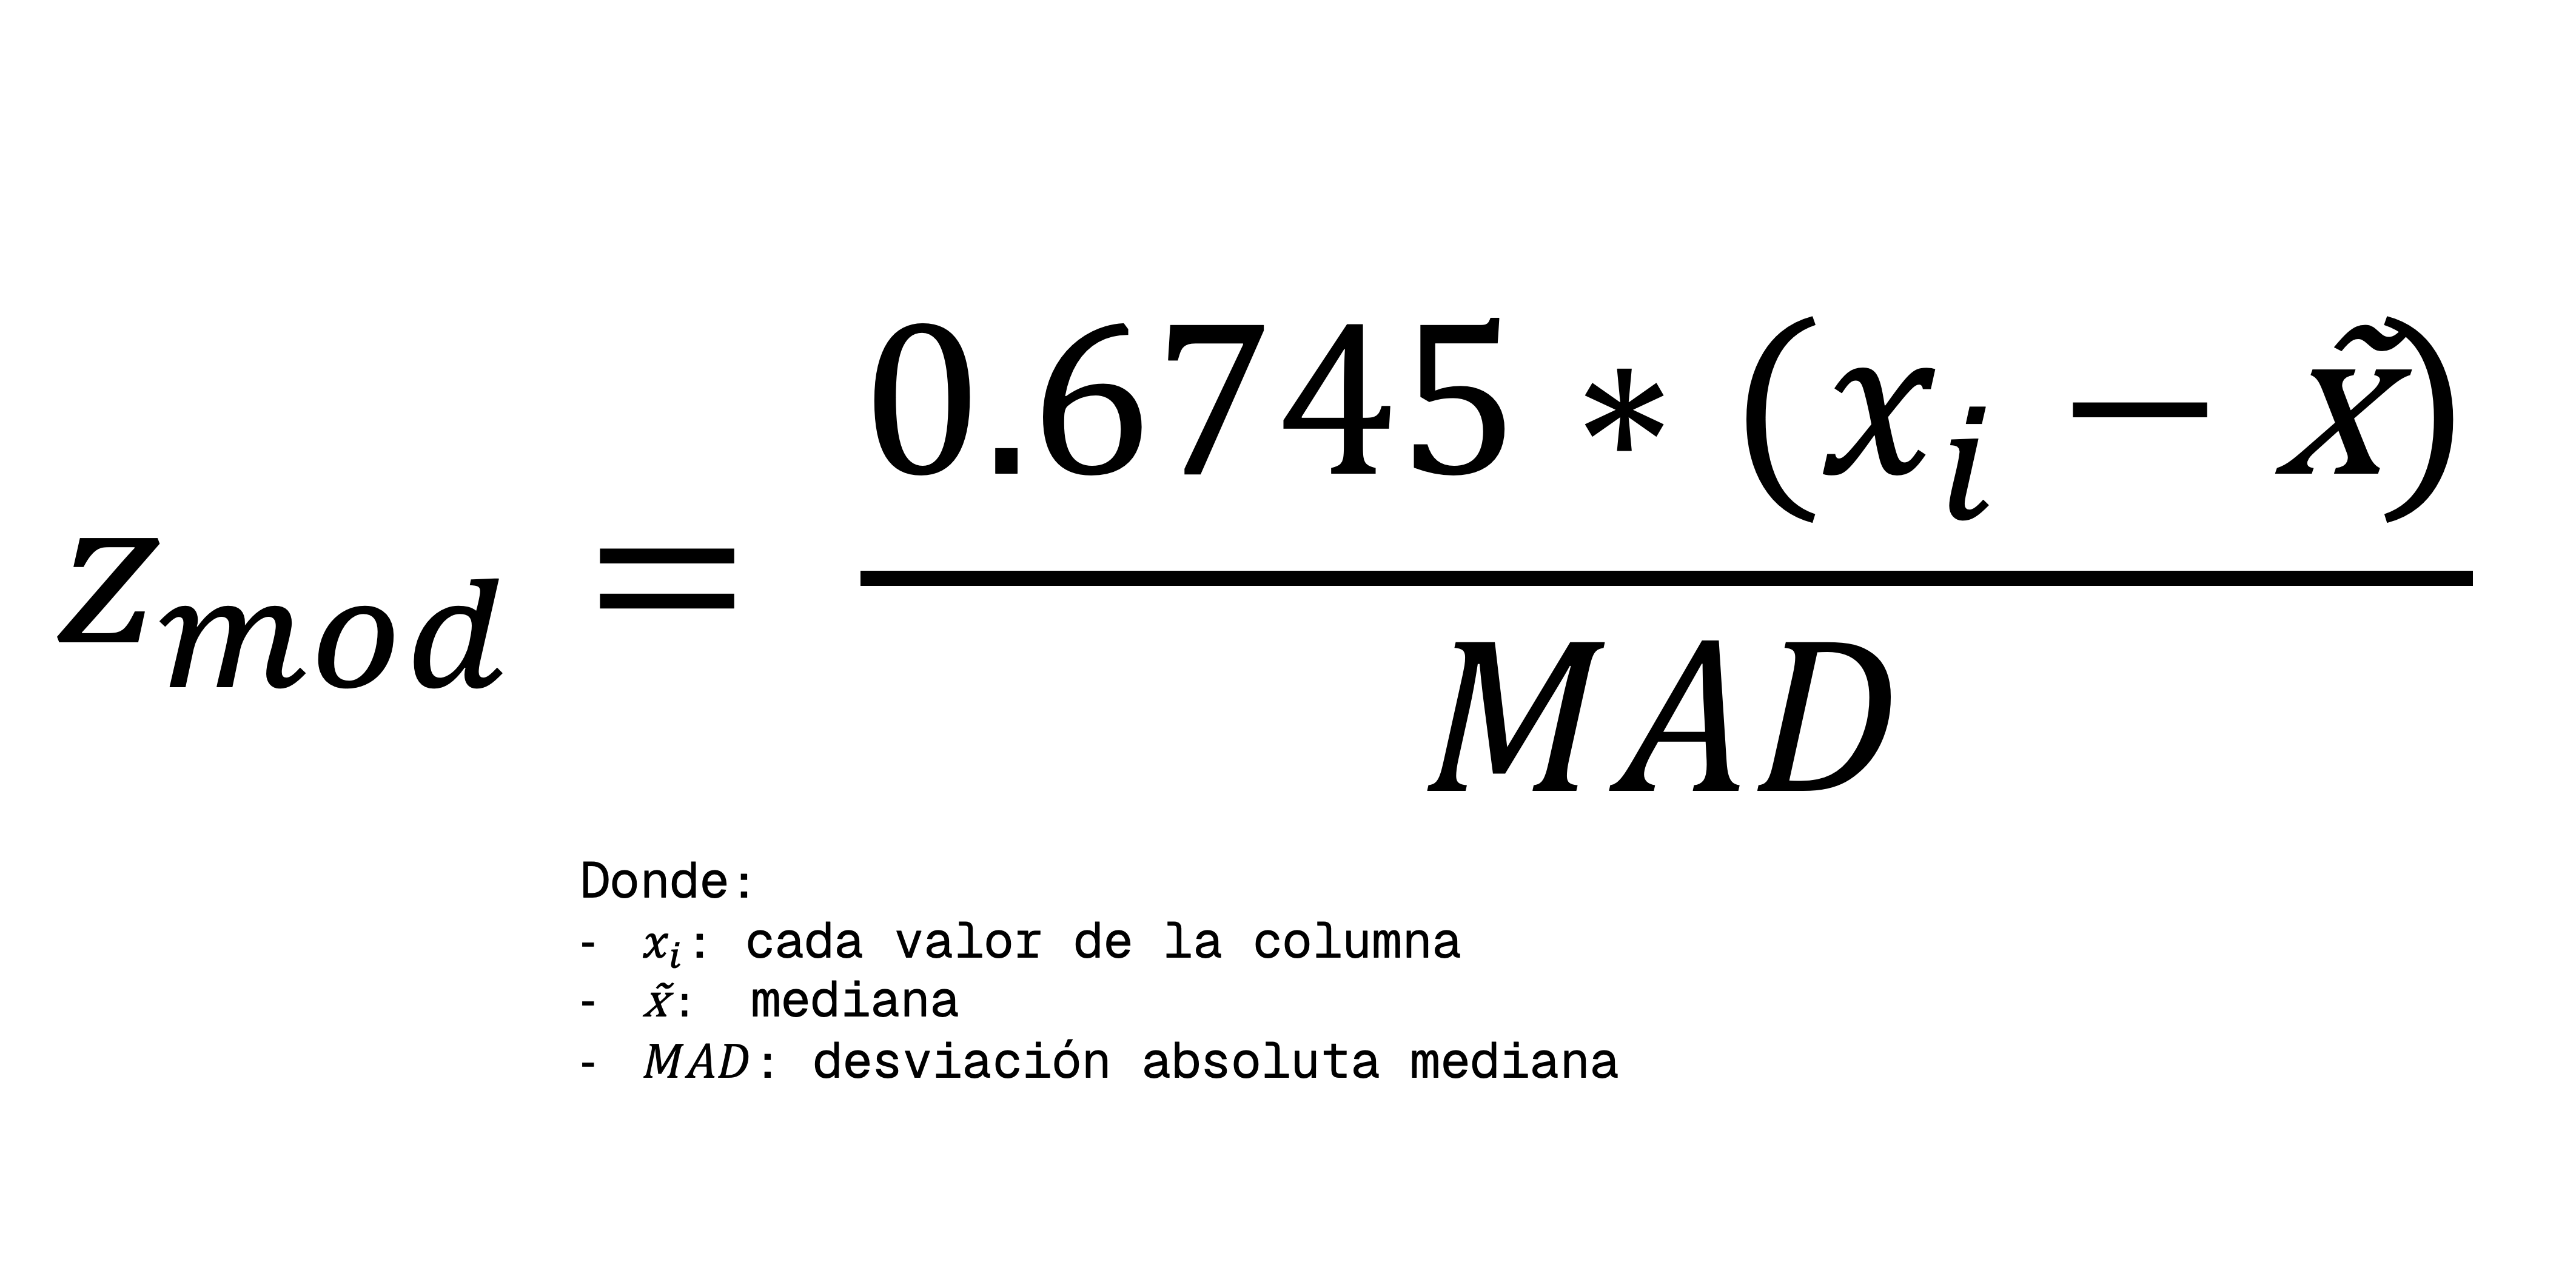 z_mod = 0.6745 * (x_i − x̃) / MAD
Donde:
- x_i: cada valor de la columna
- x̃: mediana
- MAD: desviación absoluta mediana